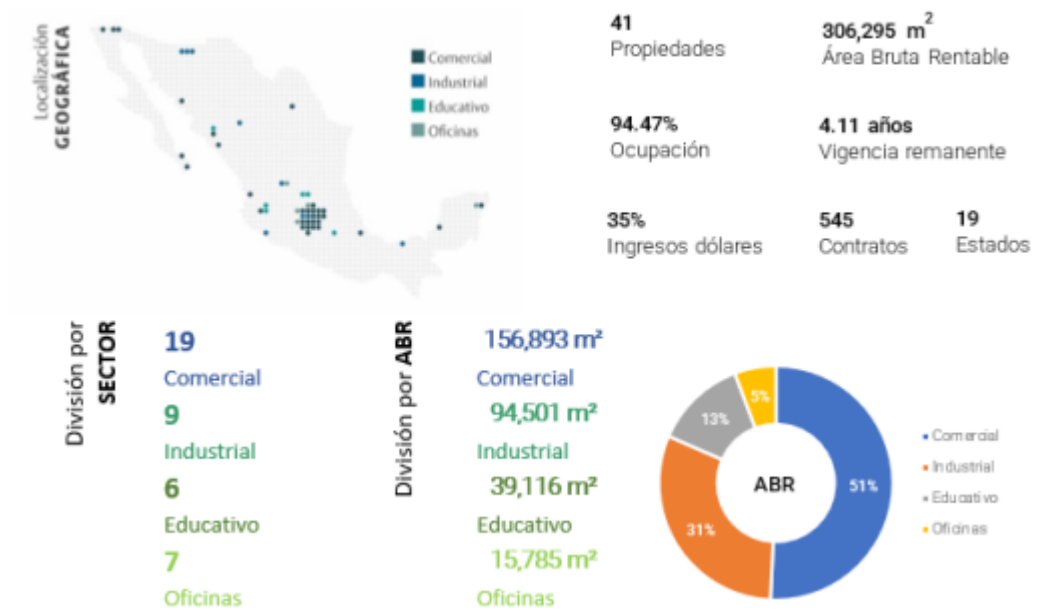 Localización
GEOGRÁFICA
Comercial
Industrial
Educativo
Oficinas
41
Propiedades
306,295 m²
Área Bruta Rentable
94.47%
Ocupación
4.11 años
Vigencia remanente
35%
Ingresos dólares
545
Contratos
19
Estados
División por
SECTOR
19
Comercial
9
Industrial
6
Educativo
7
Oficinas
División por ABR
156,893 m²
Comercial
94,501 m²
Industrial
39,116 m²
Educativo
15,785 m²
Oficinas
5%
13%
31%
51%
ABR
Comercial
Industrial
Educativo
Oficinas